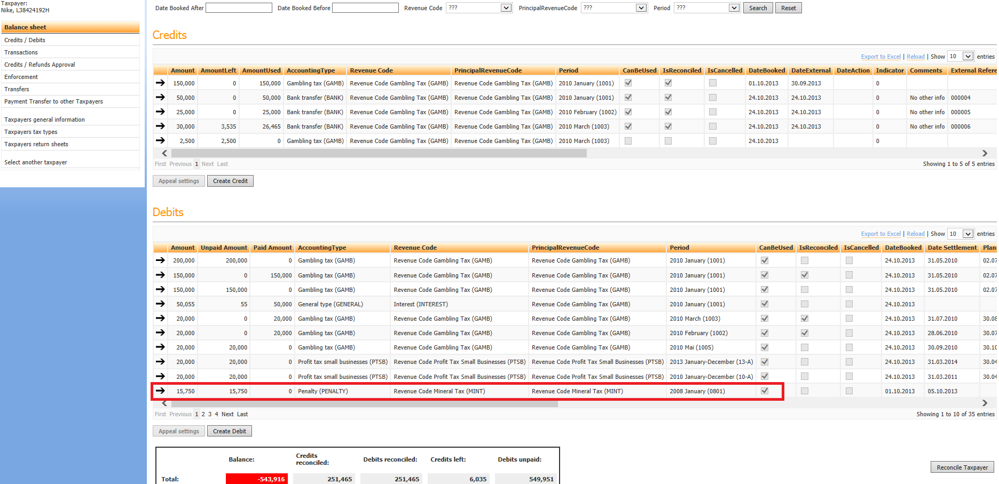 Taxpayer:
Nike, L38424192H
Balance sheet
Credits / Debits
Transactions
Credits / Refunds Approval
Enforcement
Transfers
Payment Transfer to other Taxpayers
Taxpayers general information
Taxpayers tax types
Taxpayers return sheets
Select another taxpayer
Date Booked After Date Booked Before Revenue Code ??? PrincipalRevenueCode ??? Period ??? Search Reset
Credits
Export to Excel | Reload | Show 10 entries
Amount AmountLeft AmountUsed AccountingType Revenue Code PrincipalRevenueCode Period CanBeUsed IsReconciled IsCancelled DateBooked DateExternal DateAction Indicator Comments External Refere
150,000 0 150,000 Gambling tax (GAMB) Revenue Code Gambling Tax (GAMB) Revenue Code Gambling Tax (GAMB) 2010 January (1001) 01.10.2013 30.09.2013 0
50,000 0 50,000 Bank transfer (BANK) Revenue Code Gambling Tax (GAMB) Revenue Code Gambling Tax (GAMB) 2010 January (1001) 24.10.2013 24.10.2013 0 No other info 000004
25,000 0 25,000 Bank transfer (BANK) Revenue Code Gambling Tax (GAMB) Revenue Code Gambling Tax (GAMB) 2010 February (1002) 24.10.2013 24.10.2013 0 No other info 000005
30,000 3,535 26,465 Bank transfer (BANK) Revenue Code Gambling Tax (GAMB) Revenue Code Gambling Tax (GAMB) 2010 March (1003) 24.10.2013 24.10.2013 0 No other info 000006
2,500 2,500 0 Gambling tax (GAMB) Revenue Code Gambling Tax (GAMB) Revenue Code Gambling Tax (GAMB) 2010 March (1003) 24.10.2013 0
First Previous 1 Next Last Showing 1 to 5 of 5 entries
Appeal settings Create Credit
Debits
Export to Excel | Reload | Show 10 entries
Amount Unpaid Amount Paid Amount AccountingType Revenue Code PrincipalRevenueCode Period CanBeUsed IsReconciled IsCancelled DateBooked Date Settlement Plan
200,000 200,000 0 Gambling tax (GAMB) Revenue Code Gambling Tax (GAMB) Revenue Code Gambling Tax (GAMB) 2010 January (1001) 24.10.2013 31.05.2010 02.07
150,000 0 150,000 Gambling tax (GAMB) Revenue Code Gambling Tax (GAMB) Revenue Code Gambling Tax (GAMB) 2010 January (1001) 24.10.2013 31.05.2010 02.07
150,000 150,000 0 Gambling tax (GAMB) Revenue Code Gambling Tax (GAMB) Revenue Code Gambling Tax (GAMB) 2010 January (1001) 24.10.2013 31.05.2010 02.07
50,055 55 50,000 General type (GENERAL) Interest (INTEREST) Revenue Code Gambling Tax (GAMB) 2010 January (1001) 24.10.2013
20,000 0 20,000 Gambling tax (GAMB) Revenue Code Gambling Tax (GAMB) Revenue Code Gambling Tax (GAMB) 2010 March (1003) 24.10.2013 31.07.2010 30.08
20,000 0 20,000 Gambling tax (GAMB) Revenue Code Gambling Tax (GAMB) Revenue Code Gambling Tax (GAMB) 2010 February (1002) 24.10.2013 28.06.2010 30.07
20,000 20,000 0 Gambling tax (GAMB) Revenue Code Gambling Tax (GAMB) Revenue Code Gambling Tax (GAMB) 2010 Mai (1005) 24.10.2013 30.09.2010 30.10
20,000 20,000 0 Profit tax small businesses (PTSB) Revenue Code Profit Tax Small Businesses (PTSB) Revenue Code Profit Tax Small Businesses (PTSB) 2013 January-December (13-A) 24.10.2013 31.03.2014 30.04
20,000 20,000 0 Profit tax small businesses (PTSB) Revenue Code Profit Tax Small Businesses (PTSB) Revenue Code Profit Tax Small Businesses (PTSB) 2010 January-December (10-A) 24.10.2013 31.03.2011 30.04
15,750 15,750 0 Penalty (PENALTY) Revenue Code Mineral Tax (MINT) Revenue Code Mineral Tax (MINT) 2008 January (0801) 01.10.2013 05.10.2013
First Previous 1 2 3 4 Next Last Showing 1 to 10 of 35 entries
Appeal settings Create Debit
Balance: Credits reconciled: Debits reconciled: Credits left: Debits unpaid:
Total: -543,916 251,465 251,465 6,035 549,951
Reconcile Taxpayer